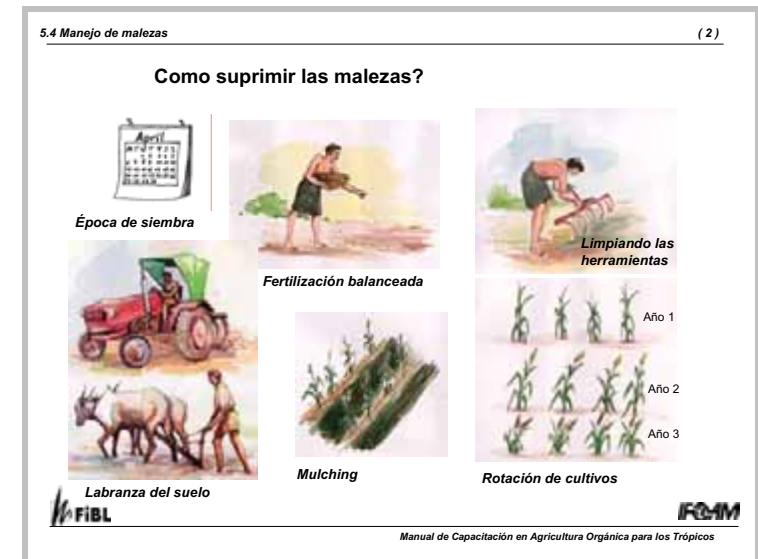 5.4 Manejo de malezas
( 2 )
Como suprimir las malezas?
April
Época de siembra
Fertilización balanceada
Limpiando las
herramientas
Labranza del suelo
Mulching
Año 1
Año 2
Año 3
Rotación de cultivos
FiBL
IFOAM
Manual de Capacitación en Agricultura Orgánica para los Trópicos